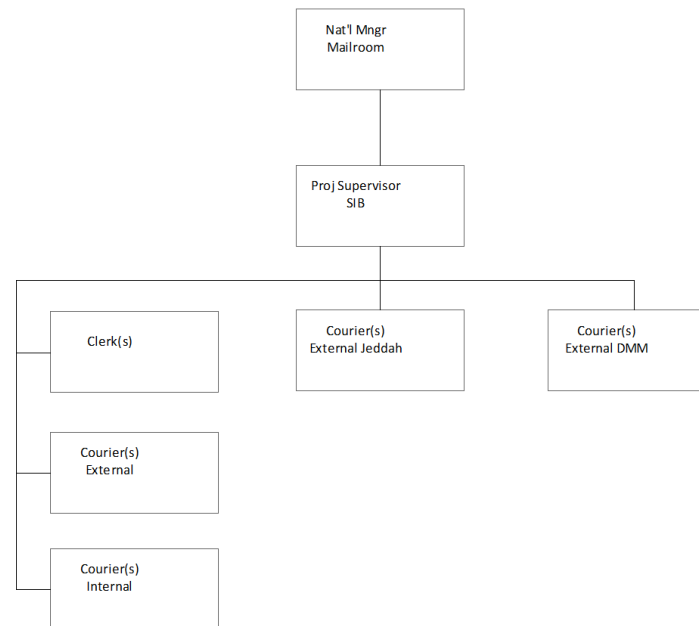 Nat'l Mngr
Mailroom
Proj Supervisor
SIB
Clerk(s)
Courier(s)
External Jeddah
Courier(s)
External DMM
Courier(s)
External
Courier(s)
Internal